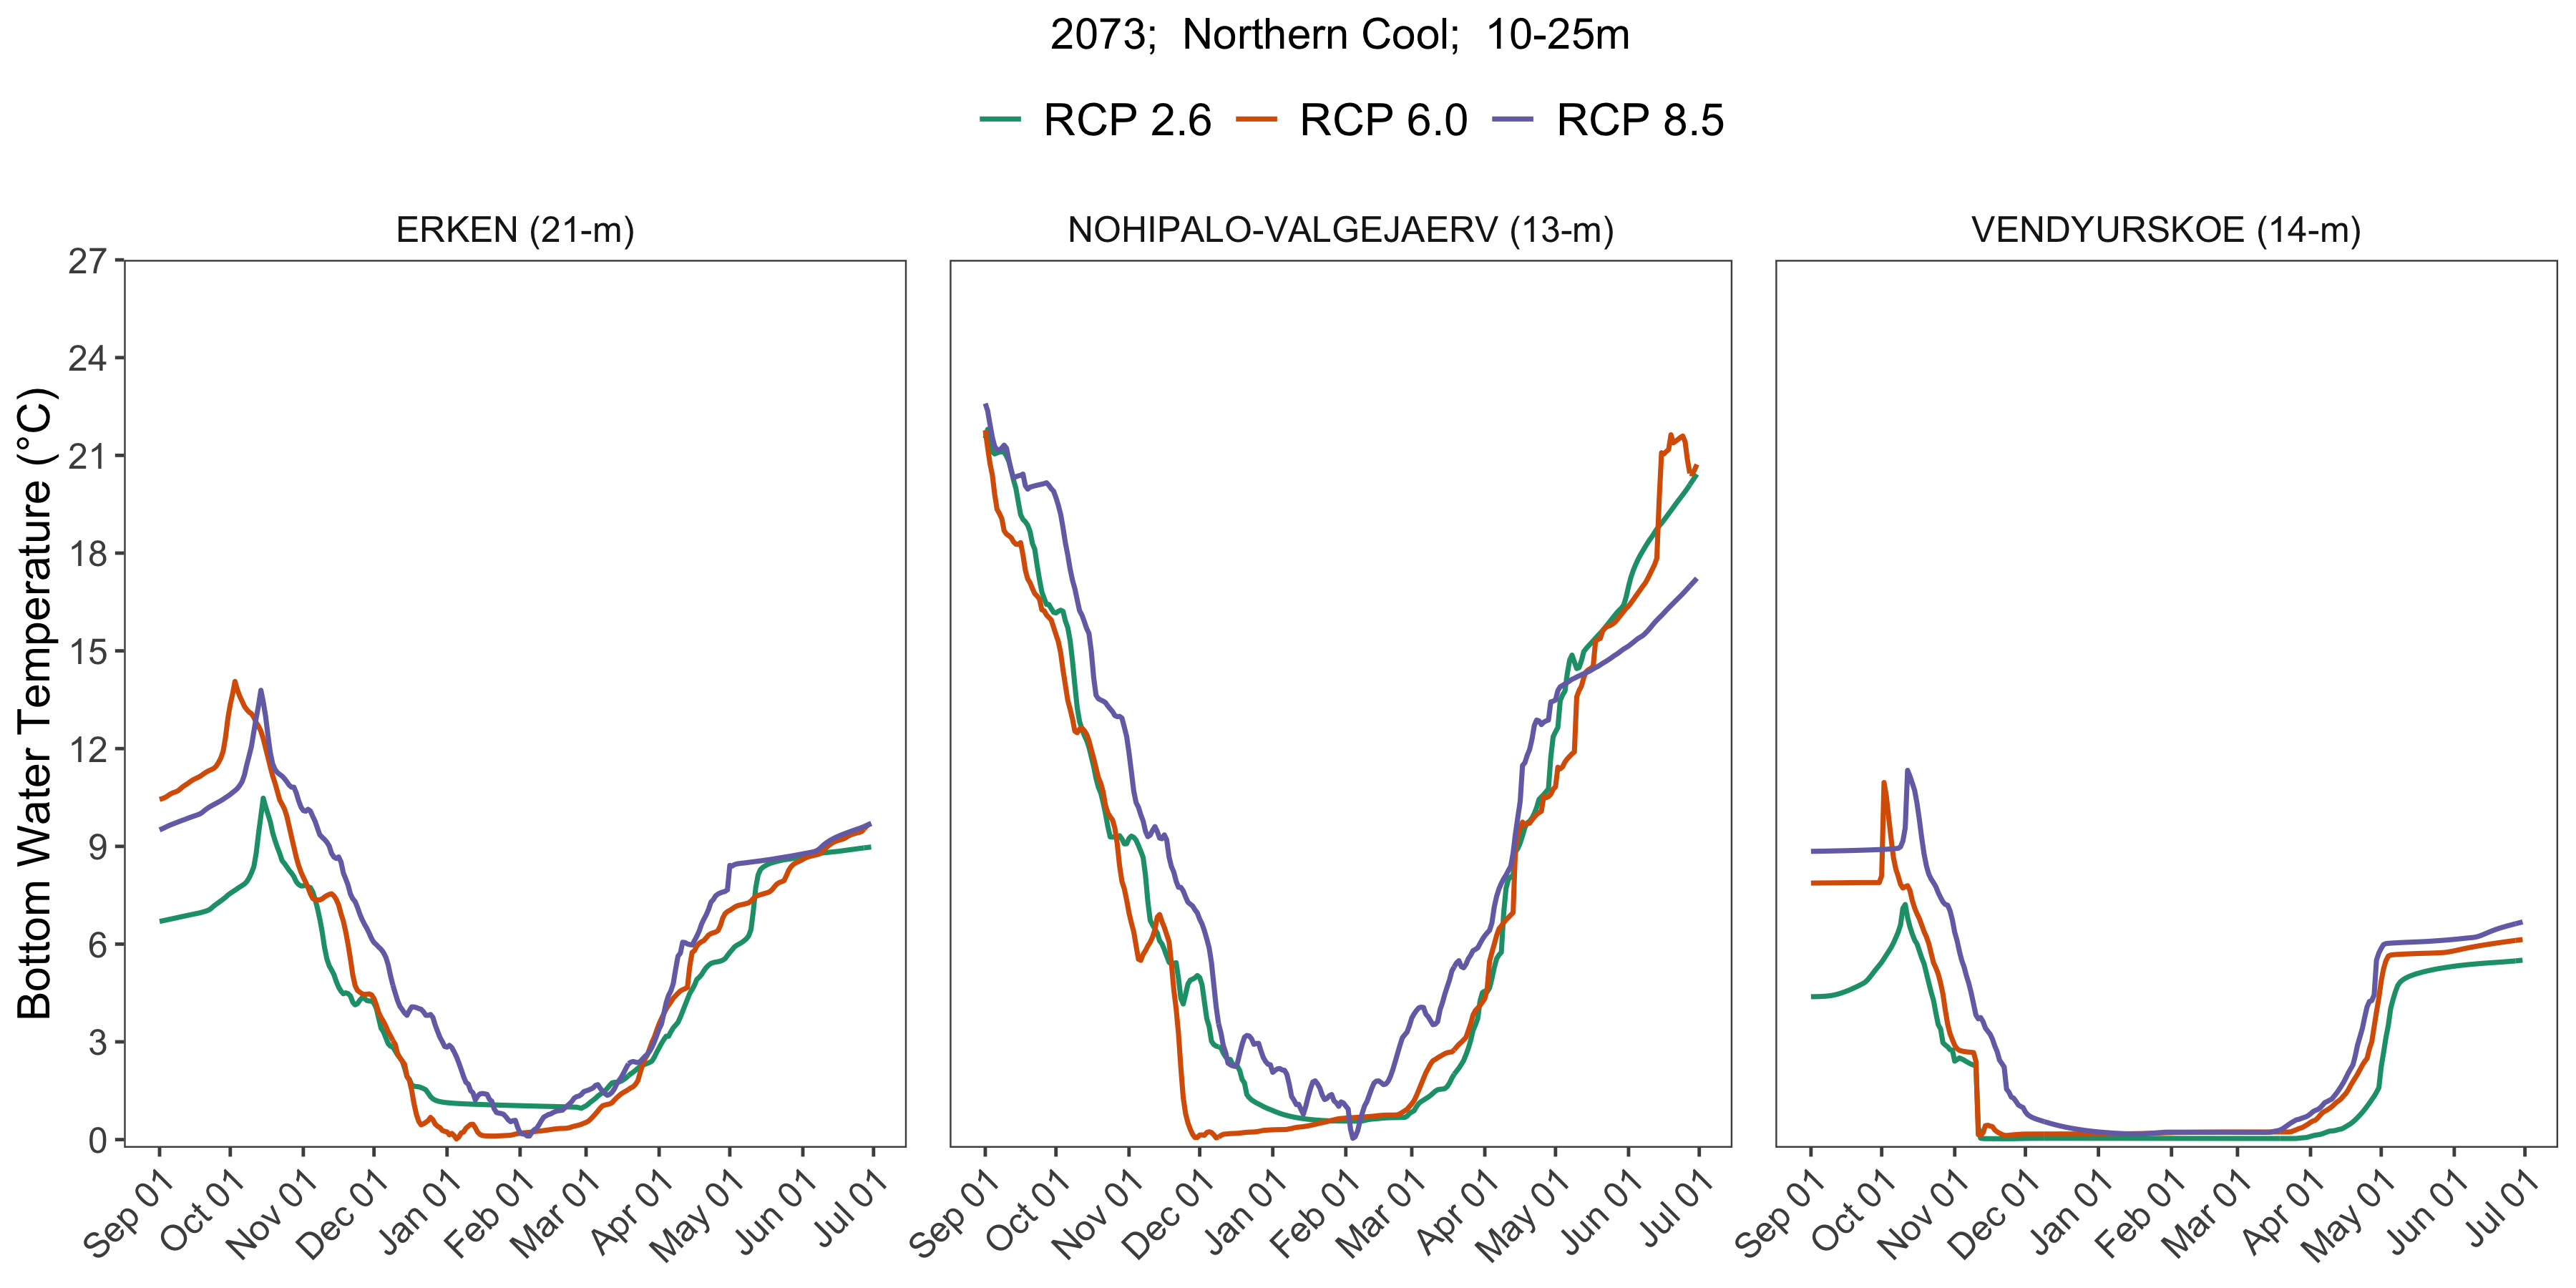 2073;  Northern Cool;  10-25m
RCP 2.6 RCP 6.0 RCP 8.5
ERKEN (21-m) NOHIPALO-VALGEJAERV (13-m) VENDYURSKOE (14-m)
Bottom Water Temperature (°C)
27
24
21
18
15
12
9
6
3
0
Sep 01 Oct 01 Nov 01 Dec 01 Jan 01 Feb 01 Mar 01 Apr 01 May 01 Jun 01 Jul 01
Sep 01 Oct 01 Nov 01 Dec 01 Jan 01 Feb 01 Mar 01 Apr 01 May 01 Jun 01 Jul 01
Sep 01 Oct 01 Nov 01 Dec 01 Jan 01 Feb 01 Mar 01 Apr 01 May 01 Jun 01 Jul 01